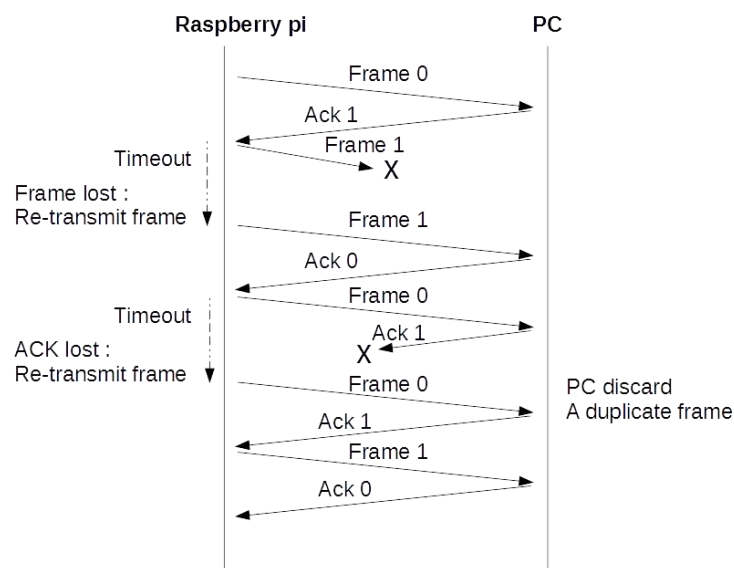 Raspberry pi
PC
Frame 0
Ack 1
Frame 1
Timeout
X
Frame lost :
Re-transmit frame
Frame 1
Ack 0
Frame 0
Timeout
Ack 1
X
ACK lost :
Re-transmit frame
Frame 0
PC discard
A duplicate frame
Ack 1
Frame 1
Ack 0